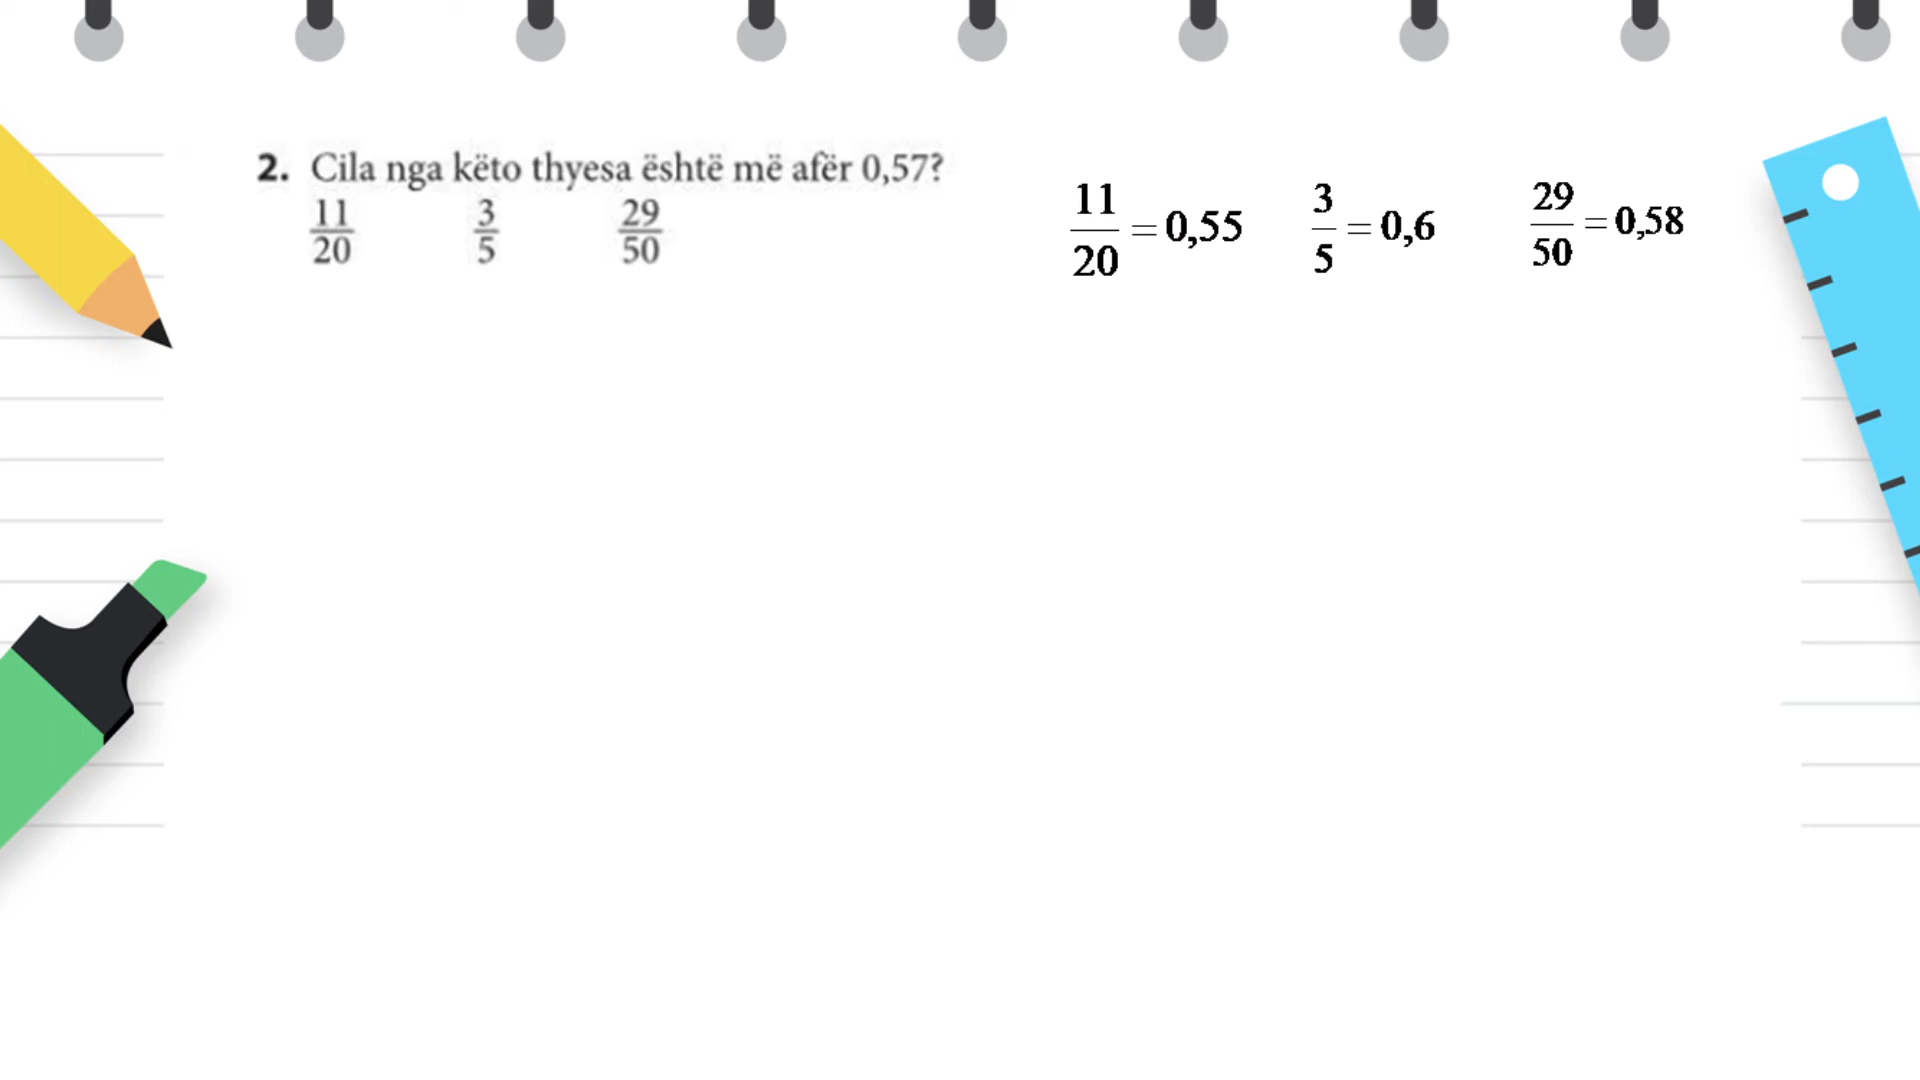 2. Cila nga këto thyesa është më afër 0,57?
11/20 3/5 29/50
11/20 = 0,55 3/5 = 0,6 29/50 = 0,58